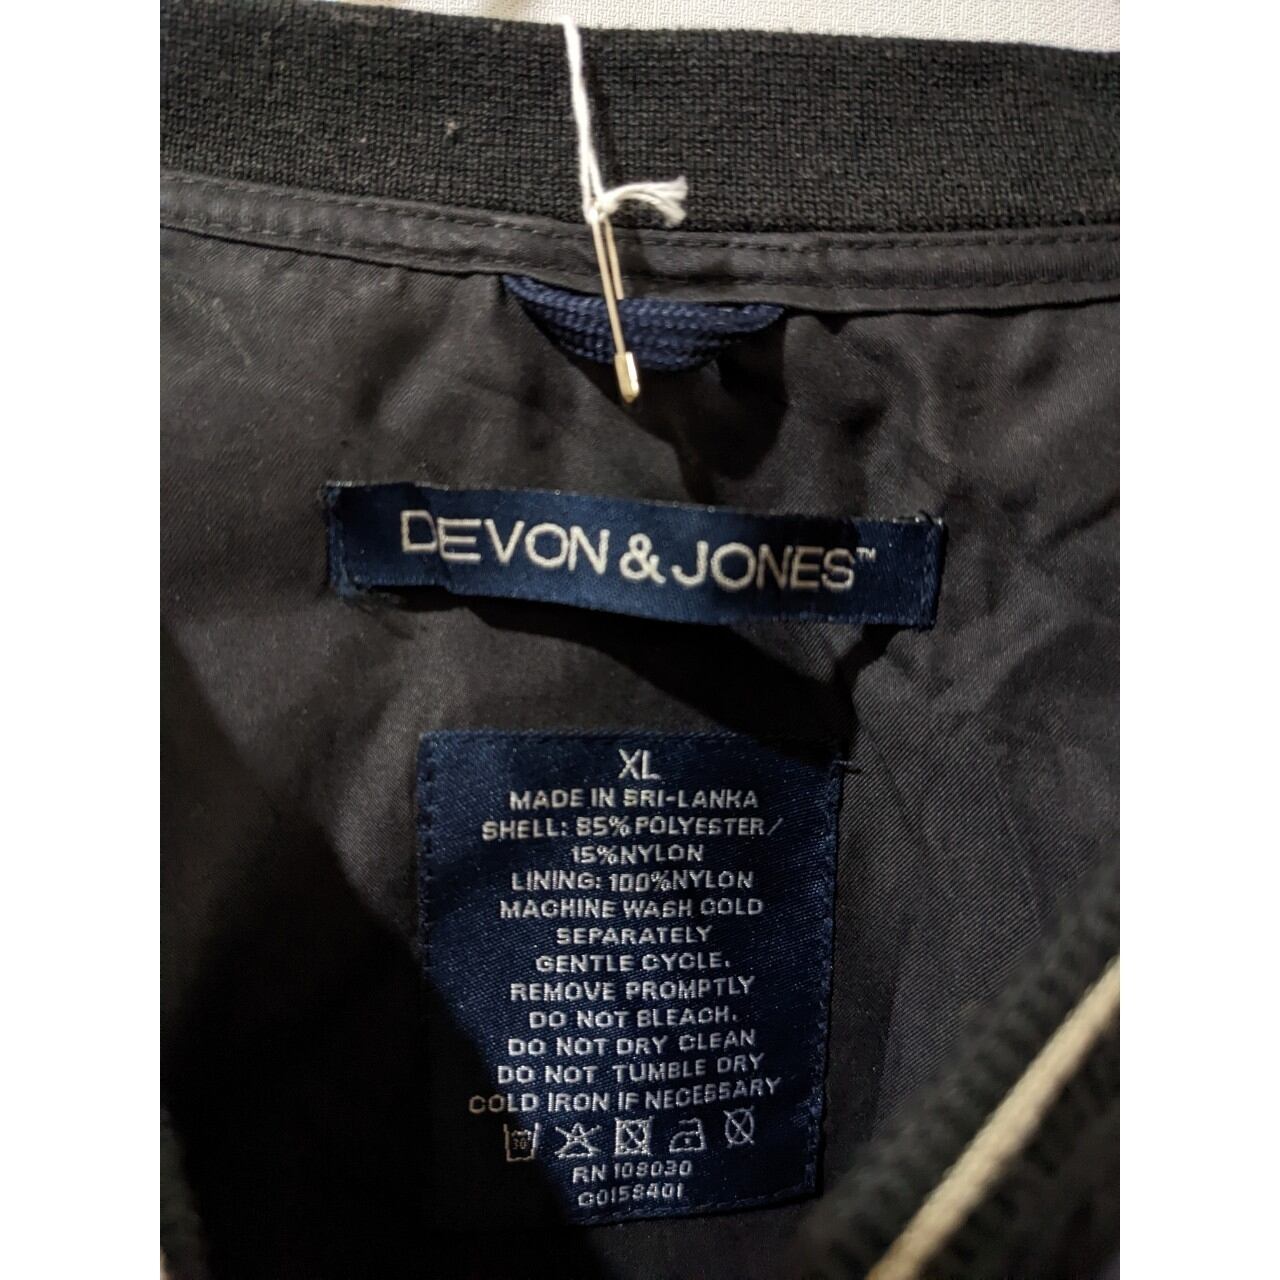 DEVON & JONES™
XL
MADE IN SRI-LANKA
SHELL: 85% POLYESTER/
15%NYLON
LINING: 100%NYLON
MACHINE WASH COLD
SEPARATELY
GENTLE CYCLE.
REMOVE PROMPTLY
DO NOT BLEACH.
DO NOT DRY CLEAN
DO NOT TUMBLE DRY
COLD IRON IF NECESSARY
30°
RN 108030
C0158401